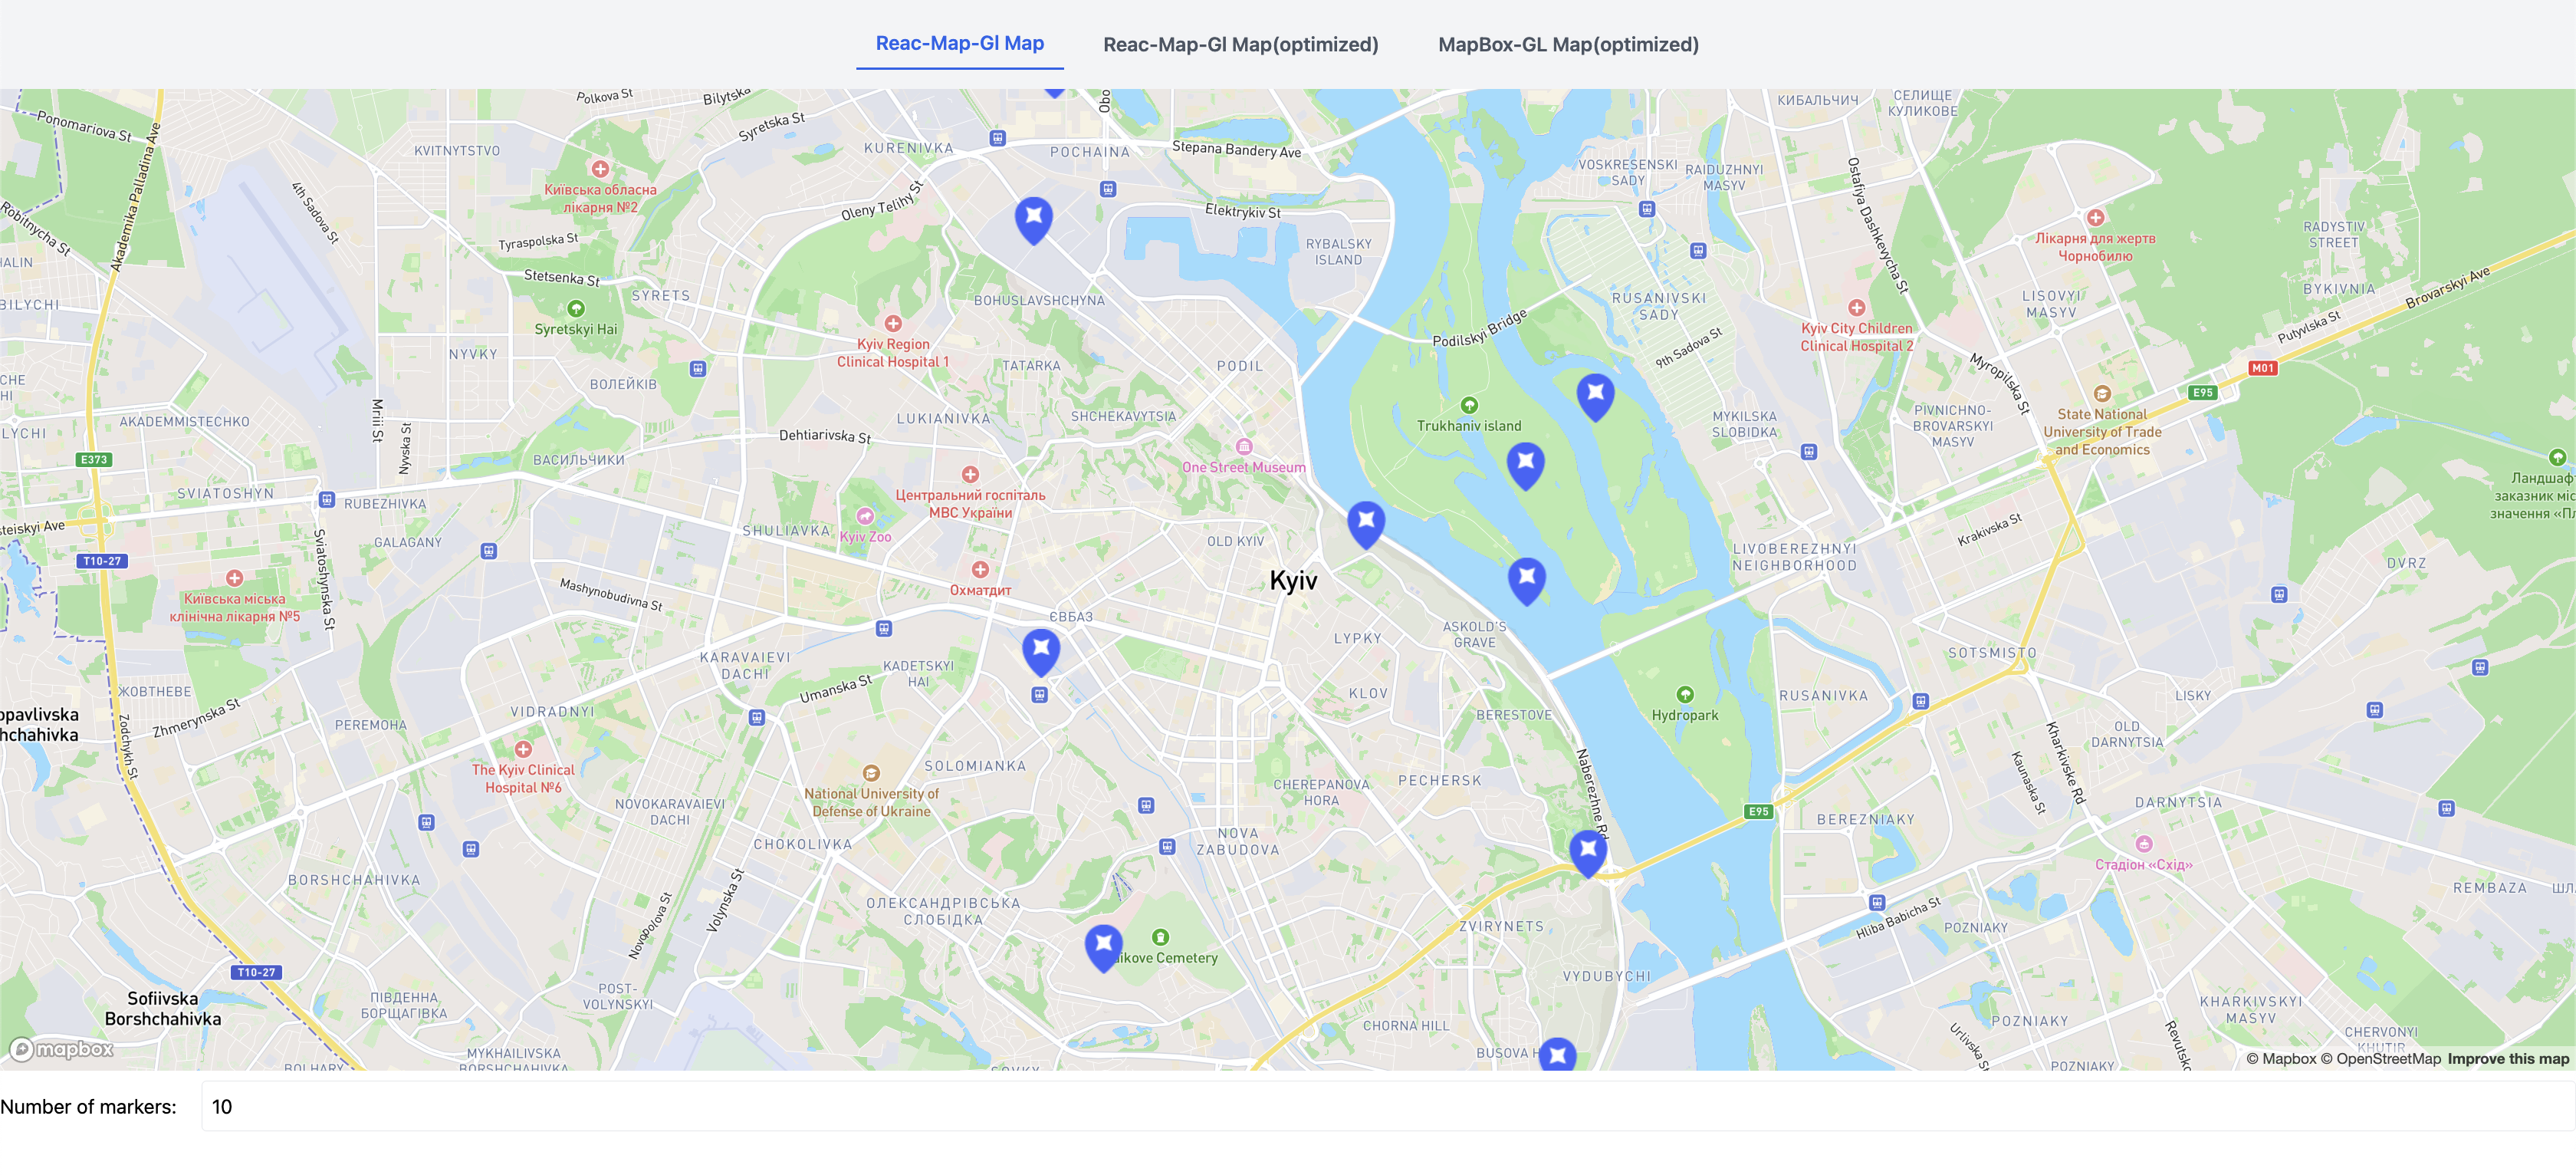 Reac-Map-Gl Map
Reac-Map-Gl Map(optimized)
MapBox-GL Map(optimized)
Polkova St
Bilytska
Obo
КИБАЛЬЧИЧ
СЕЛИЩЕ
КУЛИКОВЕ
Ponomariova St
Akademika Palladina Ave
Syretska St
KVITNYTSTVO
KURENIVKA
POCHAINA
Stepana Bandery Ave
VOSKRESENSKI
SADY
RAIDUZHNYI
MASYV
Ostafiya Dashkevycha St
Київська обласна
лікарня №2
4th Sadova St
Robitnycha St
Oleny Telihy St
Elektrykiv St
RYBALSKY
ISLAND
Лікарня для жертв
Чорнобилю
RADYSTIV
STREET
Tyraspolska St
Stetsenka St
HALIN
BILYCHI
SYRETS
BOHUSLAVSHCHYNA
RUSANIVSKI
SADY
LISOVYI
MASYV
BYKIVNIA
Brovarskyi Ave
Putyvlska St
Syretskyi Hai
Kyiv Region
Clinical Hospital 1
Podilskyi Bridge
9th Sadova St
Kyiv City Children
Clinical Hospital 2
NYVKY
ВОЛЕЙКІВ
TATARKA
PODIL
Myropilska St
M01
E95
CHE
HI
LYCHI
AKADEMMISTECHKO
Mrii St
Nyvska St
LUKIANIVKA
SHCHEKAVYTSIA
Trukhaniv island
MYKILSKA
SLOBIDKA
PIVNICHNO-
BROVARSKYI
MASYV
State National
University of Trade
and Economics
Dehtiarivska St
E373
ВАСИЛЬЧИКИ
One Street Museum
SVIATOSHYN
RUBEZHIVKA
Центральний госпіталь
МВС України
Ландшаф
заказник міс
значення «Пл
steiskyi Ave
Sviatoshynska St
GALAGANY
SHULIAVKA
Kyiv Zoo
OLD KYIV
Krakivska St
LIVOBEREZHNYI
NEIGHBORHOOD
DVRZ
T10-27
Київська міська
клінічна лікарня №5
Mashynobudivna St
Охматдит
Kyiv
ЄВБАЗ
LYPKY
ASKOLD'S
GRAVE
KARAVAIEVI
DACHI
KADETSKYI
HAI
Umanska St
SOTSMISTO
ЖОВТНЕВЕ
KLOV
RUSANIVKA
LISKY
opavlivska
hchahivka
Zodchykh St
Zhmerynska St
PEREMOHA
VIDRADNYI
BERESTOVE
Hydropark
OLD
DARNYTSIA
Kharkivske Rd
Kaunaska St
The Kyiv Clinical
Hospital №6
SOLOMIANKA
Naberezhne Rd
CHEREPANOVA
HORA
PECHERSK
National University of
Defense of Ukraine
NOVOKARAVAIEVI
DACHI
E95
BEREZNIAKY
DARNYTSIA
NOVA
ZABUDOVA
CHOKOLIVKA
Стадіон «Схід»
BORSHCHAHIVKA
Volynska St
Novopolova St
ОЛЕКСАНДРІВСЬКА
СЛОБІДКА
REMBAZA
ШЛ
Hliba Babicha St
ZVIRYNETS
POZNIAKY
ikove Cemetery
T10-27
VYDUBYCHI
Sofiivska
Borshchahivka
ПІВДЕННА
БОРЩАГІВКА
POST-
VOLYNSKYI
KHARKIVSKYI
MASYV
CHORNA HILL
POZNIAKY
Urlivska St
Revutsko
CHERVONYI
KHUTIR
mapbox
MYKHAILIVSKA
BORSHCHAHIVKA
BUSOVA H
BOLHARY
SOVKY
POZNIAKY
© Mapbox © OpenStreetMap Improve this map
Number of markers: 10